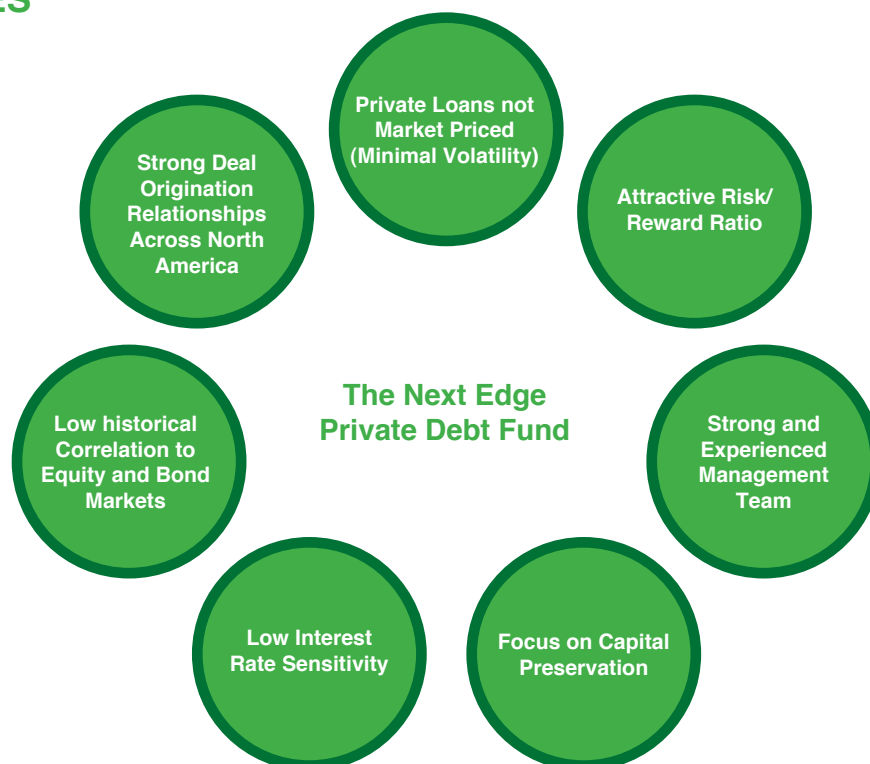 ES
Private Loans not
Market Priced
(Minimal Volatility)
Attractive Risk/
Reward Ratio
Strong and
Experienced
Management
Team
Focus on Capital
Preservation
Low Interest
Rate Sensitivity
Low historical
Correlation to
Equity and Bond
Markets
Strong Deal
Origination
Relationships
Across North
America
The Next Edge
Private Debt Fund